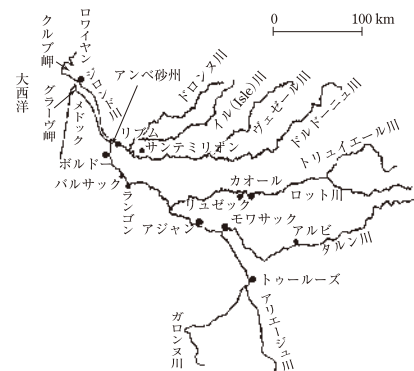 ロワイヤン
クルブ岬
大西洋
グラーヴ岬
メドック
ジロンド川
アンベ砂州
ドロンヌ川
イル(Isle)川
ヴェゼール川
ドルドーニュ川
リブルヌ
サンテミリオン
ボルドー
バルサック
ランゴン
トリュイエール川
カオール
ロット川
リュゼック
アジャン
モワサック
アルビ
タルン川
トゥールーズ
ガロンヌ川
アリエージュ川
0 100 km